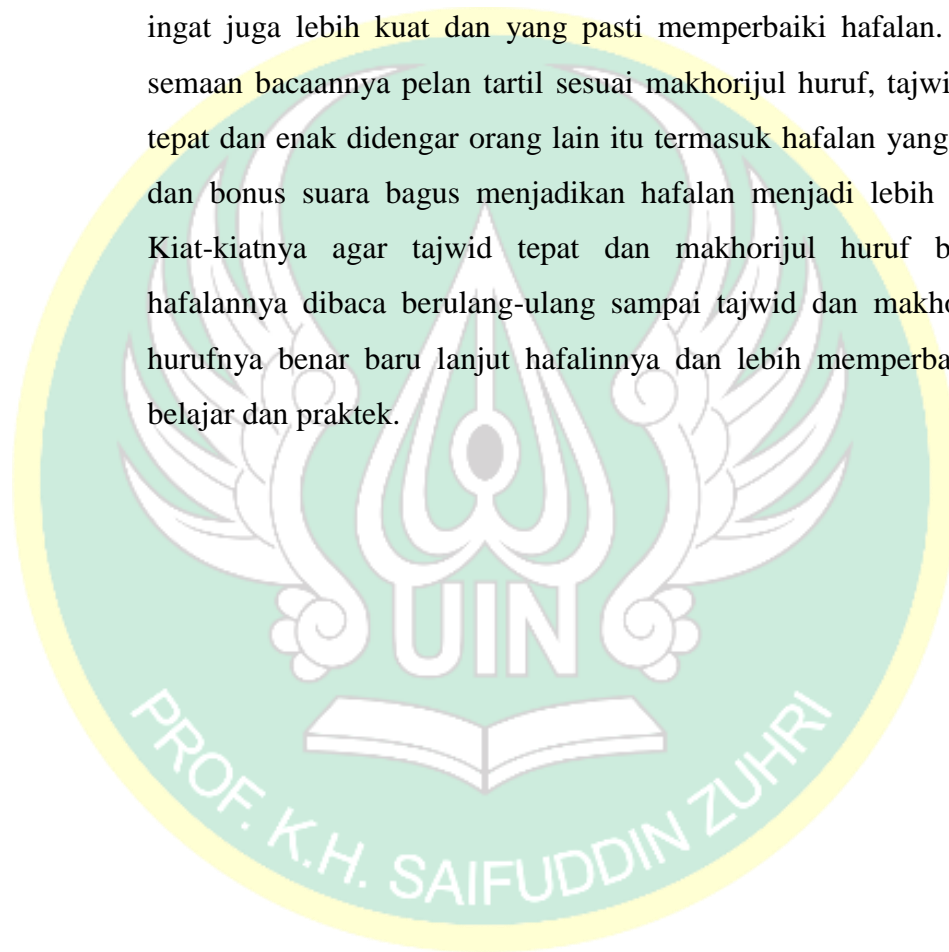 ingat juga lebih kuat dan yang pasti memperbaiki hafalan.
semaan bacaannya pelan tartil sesuai makhorijul huruf, tajwi
tepat dan enak didengar orang lain itu termasuk hafalan yang
dan bonus suara bagus menjadikan hafalan menjadi lebih
Kiat-kiatnya agar tajwid tepat dan makhorijul huruf b
hafalannya dibaca berulang-ulang sampai tajwid dan makho
hurufnya benar baru lanjut hafalinnya dan lebih memperba
belajar dan praktek.
UIN
PROF. K.H. SAIFUDDIN ZUHRI